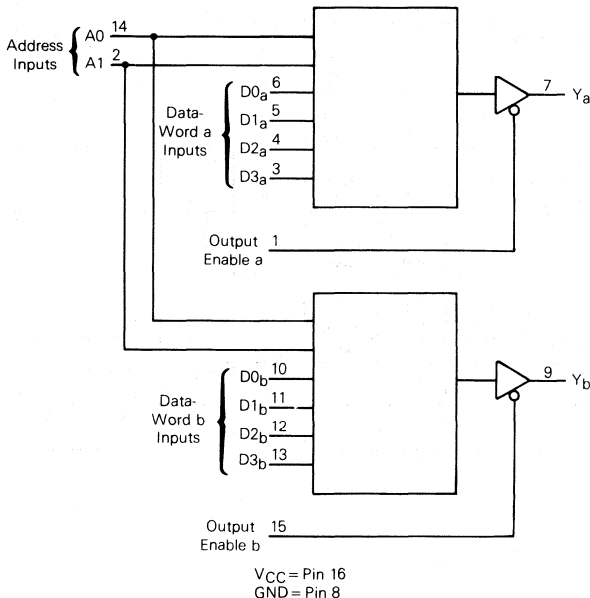 Address
Inputs
A0 14
A1 2
Data-
Word a
Inputs
D0a 6
D1a 5
D2a 4
D3a 3
7 Ya
Output
Enable a
1
Data-
Word b
Inputs
D0b 10
D1b 11
D2b 12
D3b 13
9 Yb
Output
Enable b
15
VCC = Pin 16
GND = Pin 8